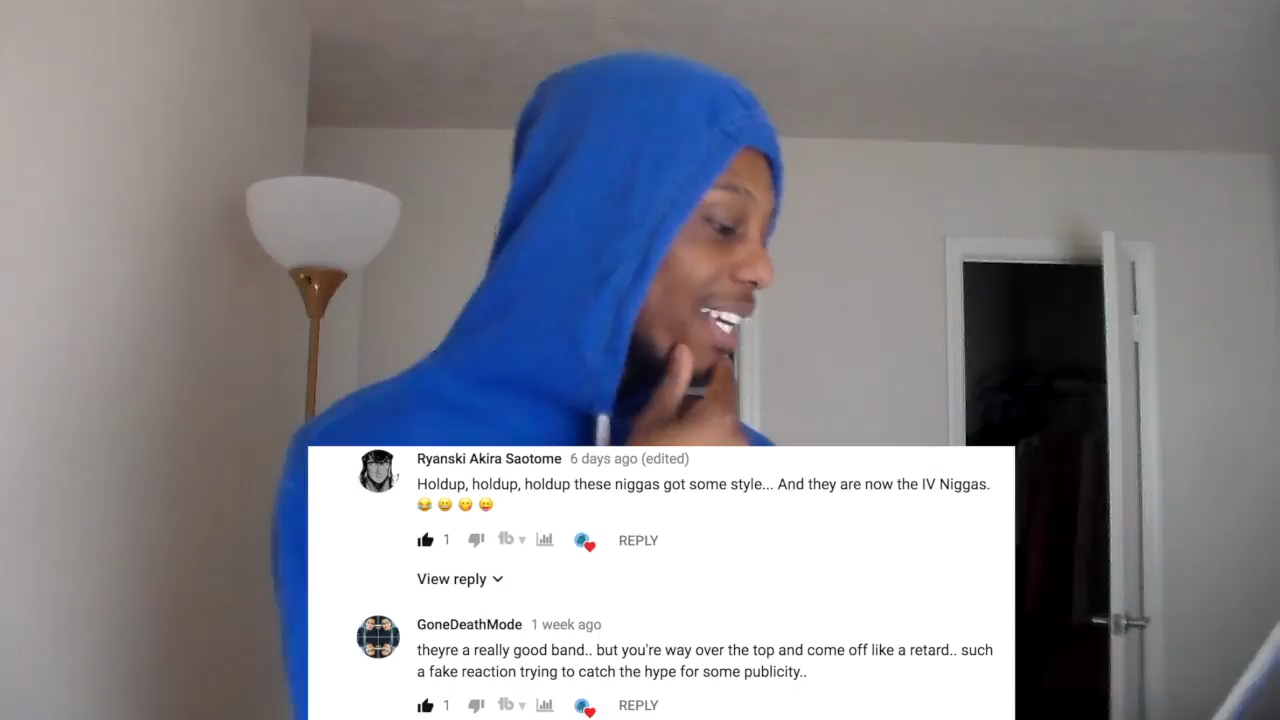 Ryanski Akira Saotome 6 days ago (edited)
Holdup, holdup, holdup these niggas got some style... And they are now the IV Niggas.
😂 😄 😋 😝
1 tb REPLY
View reply
GoneDeathMode 1 week ago
theyre a really good band.. but you're way over the top and come off like a retard.. such
a fake reaction trying to catch the hype for some publicity..
1 tb REPLY